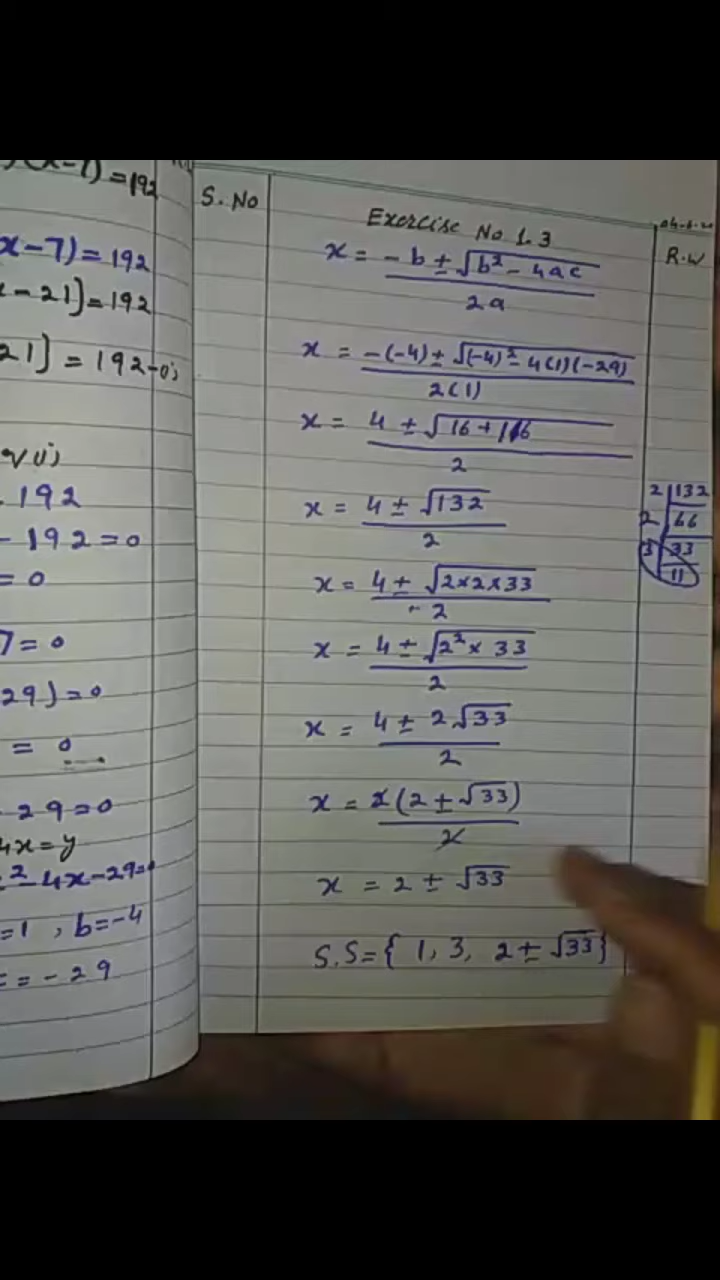 (x-7) = 192
x-7) = 192
x-21)] = 192
21] = 192 → (i)
(i)
192
- 192 = 0
= 0
7 = 0
29) = 0
= 0
- 29 = 0
4x = y
² - 4x - 29 = 0
= 1 , b = -4
= -29
S. No
Exercise No 1.3
R.W
x = -b ± √b² - 4ac / 2a
x = -(-4) ± √(-4)² - 4(1)(-29) / 2(1)
x = 4 ± √16 + 116 / 2
x = 4 ± √132 / 2
x = 4 ± √2×2×33 / 2
x = 4 ± √2² × 33 / 2
x = 4 ± 2√33 / 2
x = 2(2 ± √33) / 2
x = 2 ± √33
S.S = { 1, 3, 2 ± √33 }
2 | 132
2 | 66
3 | 33
11